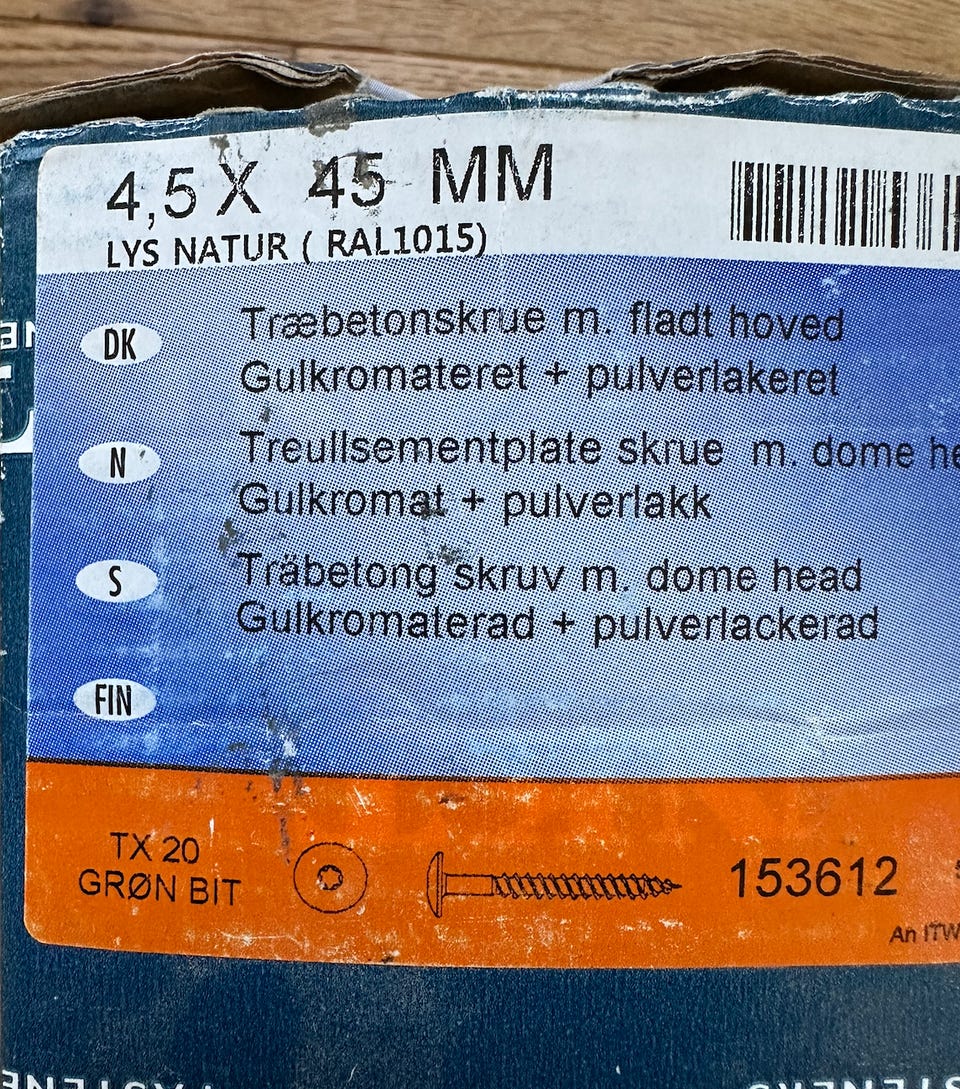 4,5 X 45 MM
LYS NATUR ( RAL1015)
DK
Træbetonskrue m. fladt hoved
Gulkromateret + pulverlakeret
N
Treullsementplate skrue m. dome he
Gulkromat + pulverlakk
S
Träbetong skruv m. dome head
Gulkromaterad + pulverlackerad
FIN
TX 20
GRØN BIT
153612
An ITW